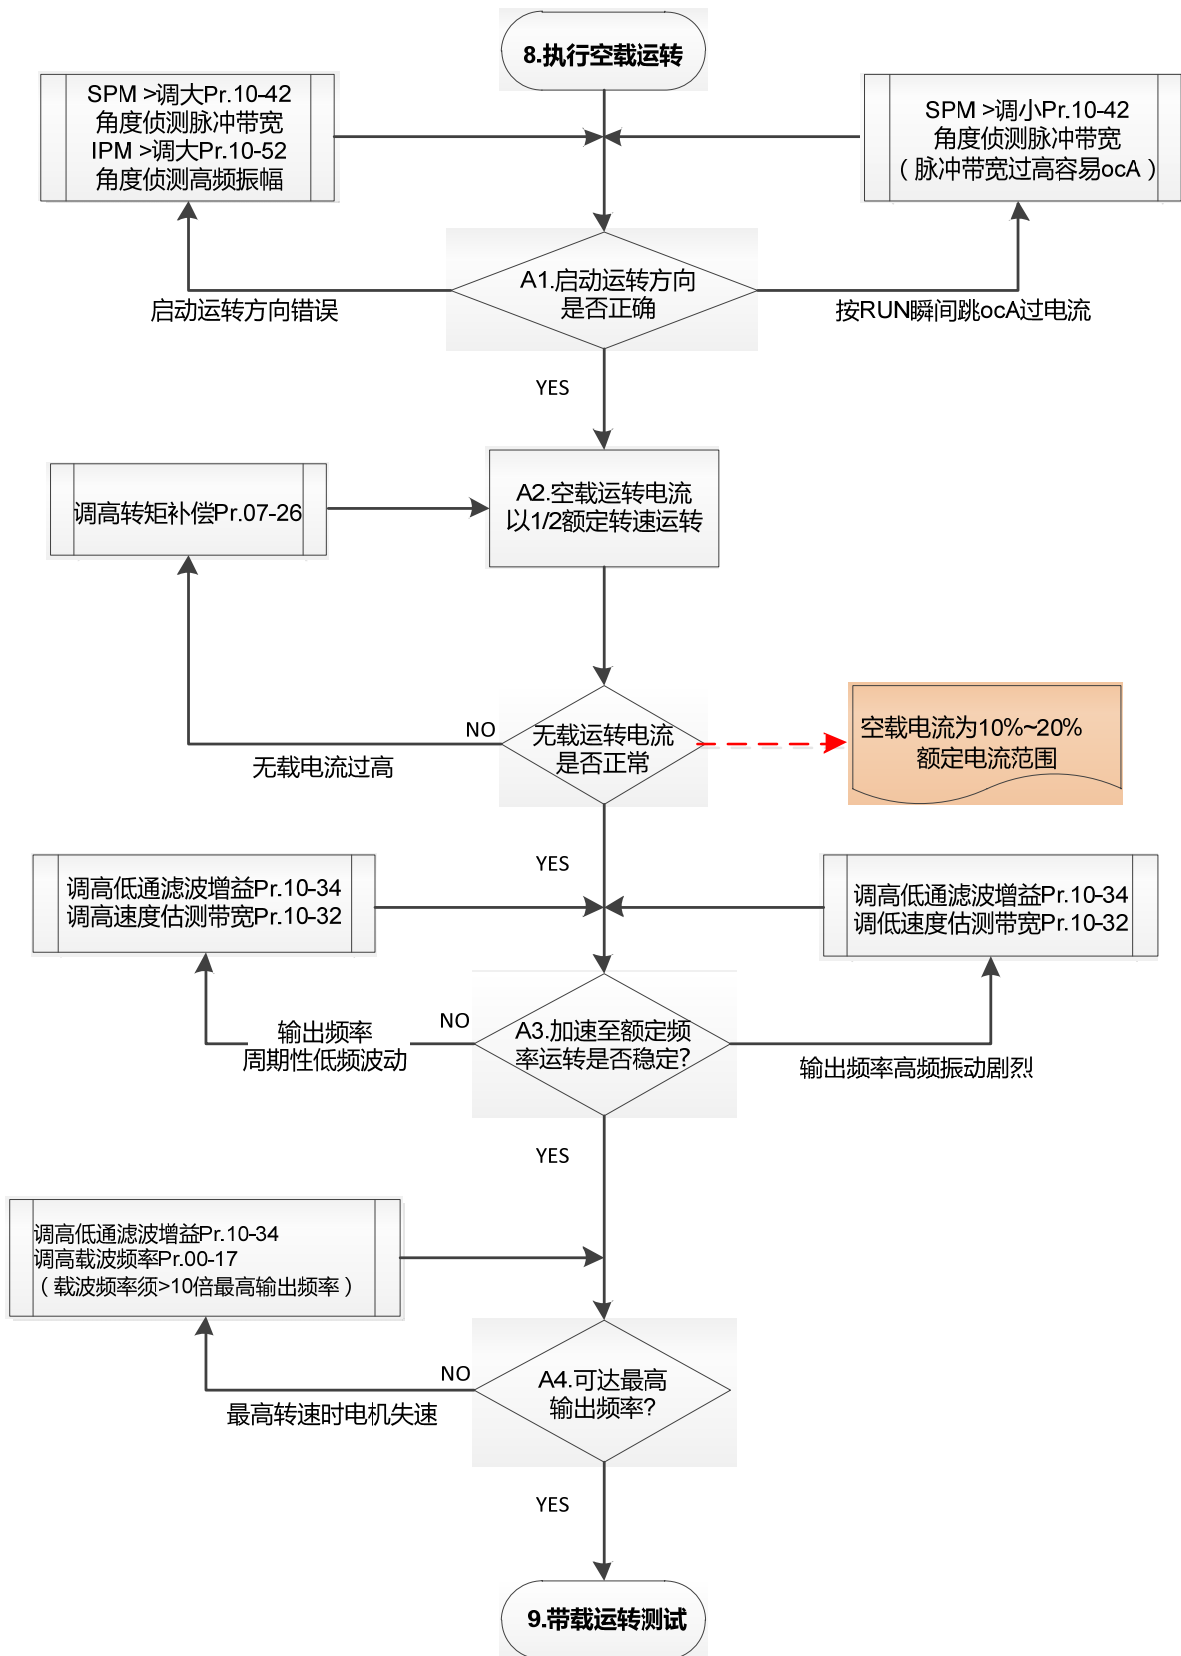 8.执行空载运转
SPM >调大Pr.10-42
角度侦测脉冲带宽
IPM >调大Pr.10-52
角度侦测高频振幅
SPM >调小Pr.10-42
角度侦测脉冲带宽
（脉冲带宽过高容易ocA）
A1.启动运转方向
是否正确
启动运转方向错误
按RUN瞬间跳ocA过电流
YES
调高转矩补偿Pr.07-26
A2.空载运转电流
以1/2额定转速运转
NO
无载电流过高
无载运转电流
是否正常
空载电流为10%~20%
额定电流范围
YES
调高低通滤波增益Pr.10-34
调高速度估测带宽Pr.10-32
调高低通滤波增益Pr.10-34
调低速度估测带宽Pr.10-32
NO
输出频率
周期性低频波动
A3.加速至额定频
率运转是否稳定?
输出频率高频振动剧烈
YES
调高低通滤波增益Pr.10-34
调高载波频率Pr.00-17
（载波频率须>10倍最高输出频率）
NO
最高转速时电机失速
A4.可达最高
输出频率?
YES
9.带载运转测试